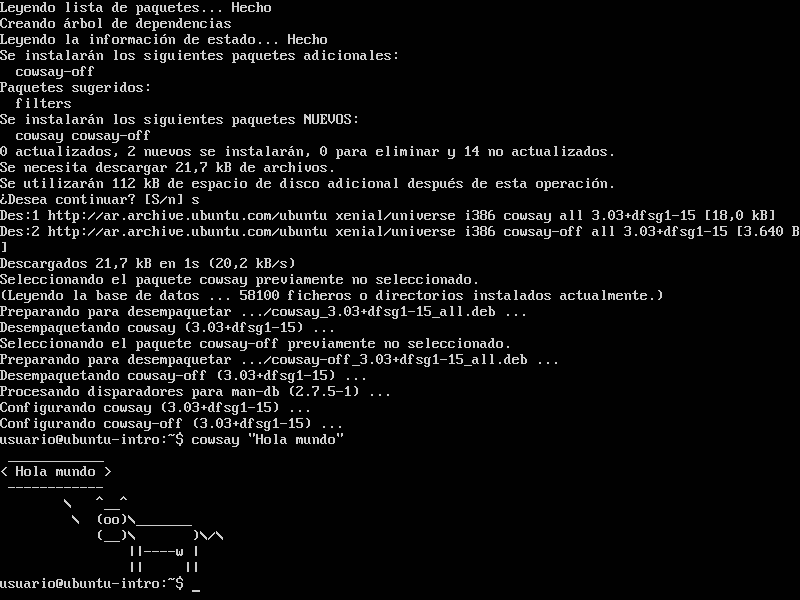 Leyendo lista de paquetes... Hecho
Creando árbol de dependencias
Leyendo la información de estado... Hecho
Se instalarán los siguientes paquetes adicionales:
  cowsay-off
Paquetes sugeridos:
  filters
Se instalarán los siguientes paquetes NUEVOS:
  cowsay cowsay-off
0 actualizados, 2 nuevos se instalarán, 0 para eliminar y 14 no actualizados.
Se necesita descargar 21,7 kB de archivos.
Se utilizarán 112 kB de espacio de disco adicional después de esta operación.
¿Desea continuar? [S/n] s
Des:1 http://ar.archive.ubuntu.com/ubuntu xenial/universe i386 cowsay all 3.03+dfsg1-15 [18,0 kB]
Des:2 http://ar.archive.ubuntu.com/ubuntu xenial/universe i386 cowsay-off all 3.03+dfsg1-15 [3.640 B
]
Descargados 21,7 kB en 1s (20,2 kB/s)
Seleccionando el paquete cowsay previamente no seleccionado.
(Leyendo la base de datos ... 58100 ficheros o directorios instalados actualmente.)
Preparando para desempaquetar .../cowsay_3.03+dfsg1-15_all.deb ...
Desempaquetando cowsay (3.03+dfsg1-15) ...
Seleccionando el paquete cowsay-off previamente no seleccionado.
Preparando para desempaquetar .../cowsay-off_3.03+dfsg1-15_all.deb ...
Desempaquetando cowsay-off (3.03+dfsg1-15) ...
Procesando disparadores para man-db (2.7.5-1) ...
Configurando cowsay (3.03+dfsg1-15) ...
Configurando cowsay-off (3.03+dfsg1-15) ...
usuario@ubuntu-intro:~$ cowsay "Hola mundo"
 ____________
< Hola mundo >
 ------------
        \   ^__^
         \  (oo)\_______
            (__)\       )\/\
                ||----w |
                ||     ||
usuario@ubuntu-intro:~$ _